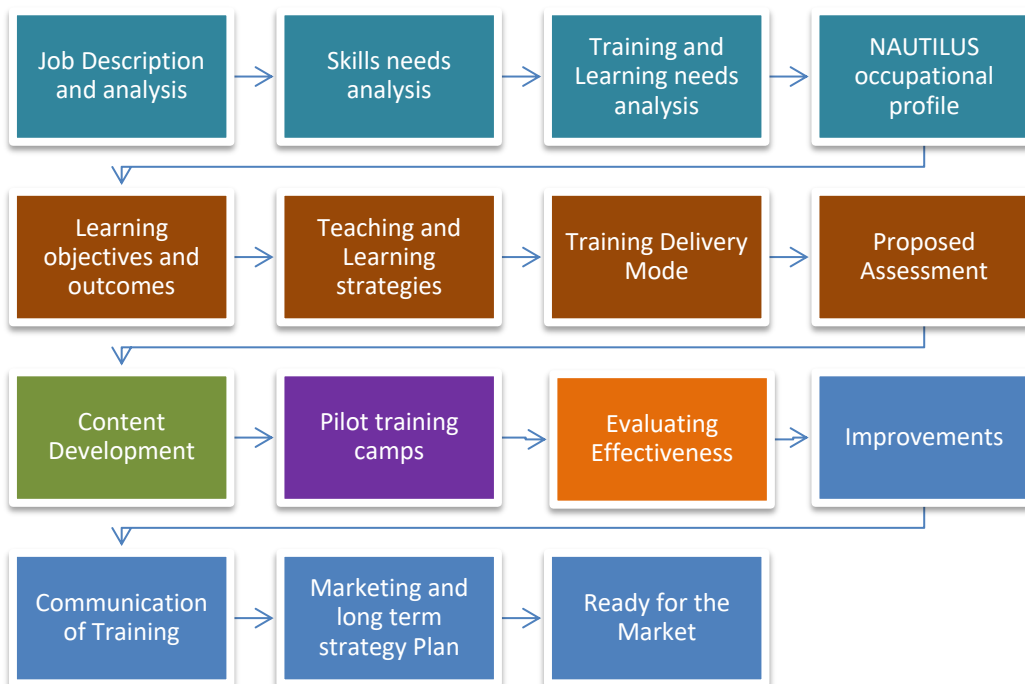 Job Description
and analysis
Skills needs
analysis
Training and
Learning needs
analysis
NAUTILUS
occupational
profile
Learning
objectives and
outcomes
Teaching and
Learning
strategies
Training Delivery
Mode
Proposed
Assessment
Content
Development
Pilot training
camps
Evaluating
Effectiveness
Improvements
Communication
of Training
Marketing and
long term
strategy Plan
Ready for the
Market